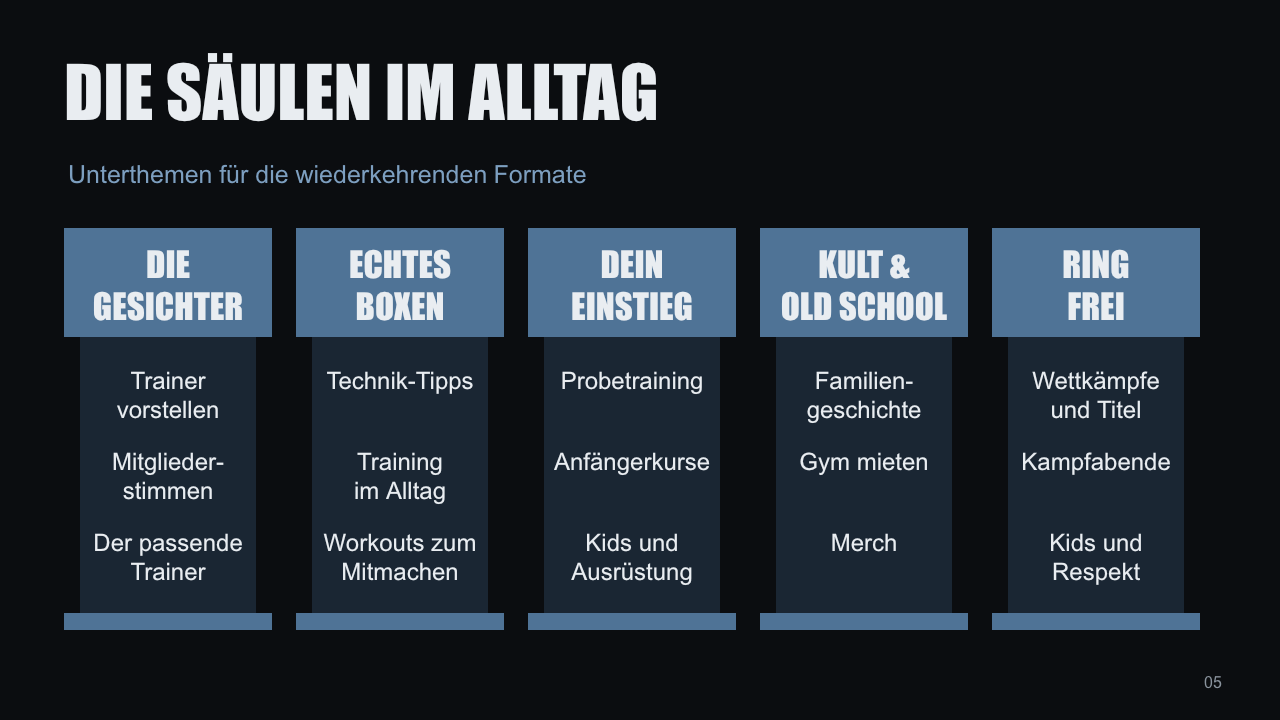 DIE SÄULEN IM ALLTAG
Unterthemen für die wiederkehrenden Formate
DIE
GESICHTER
Trainer
vorstellen
Mitglieder-
stimmen
Der passende
Trainer
ECHTES
BOXEN
Technik-Tipps
Training
im Alltag
Workouts zum
Mitmachen
DEIN
EINSTIEG
Probetraining
Anfängerkurse
Kids und
Ausrüstung
KULT &
OLD SCHOOL
Familien-
geschichte
Gym mieten
Merch
RING
FREI
Wettkämpfe
und Titel
Kampfabende
Kids und
Respekt
05